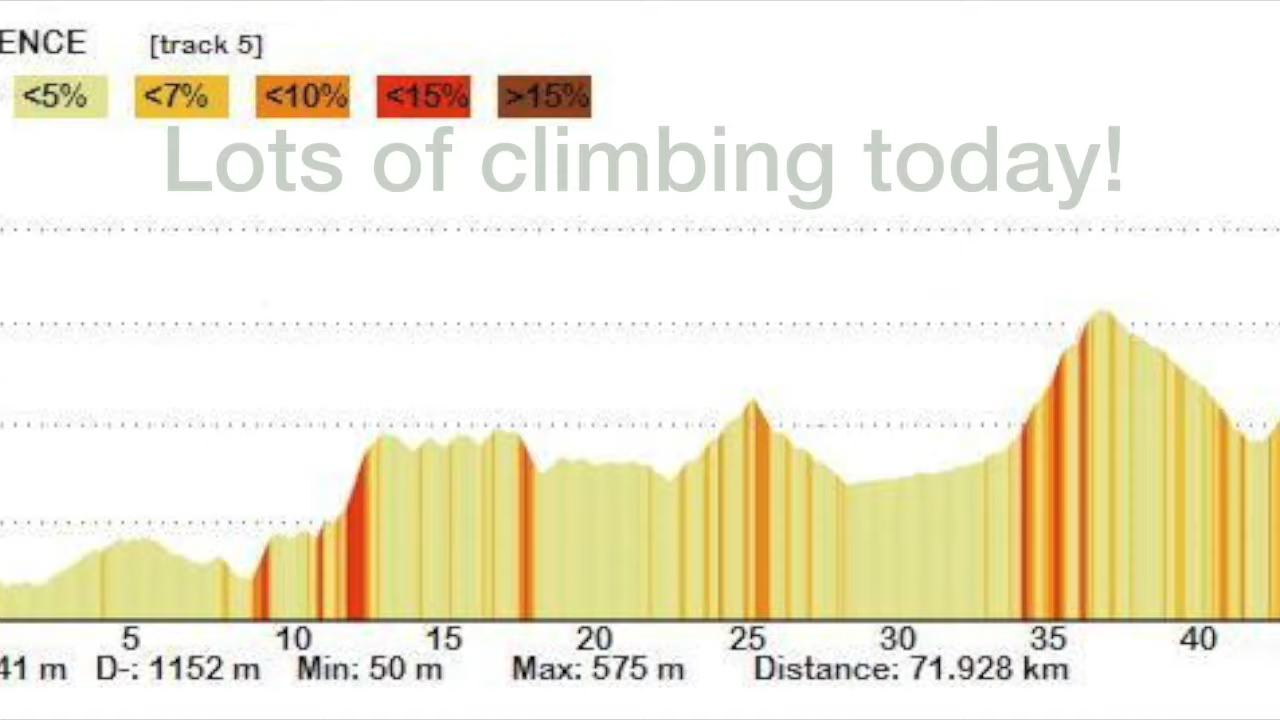 ENCE [track 5]
<5% <7% <10% <15% >15%
Lots of climbing today!
5 10 15 20 25 30 35 40
41 m D-: 1152 m Min: 50 m Max: 575 m Distance: 71.928 km